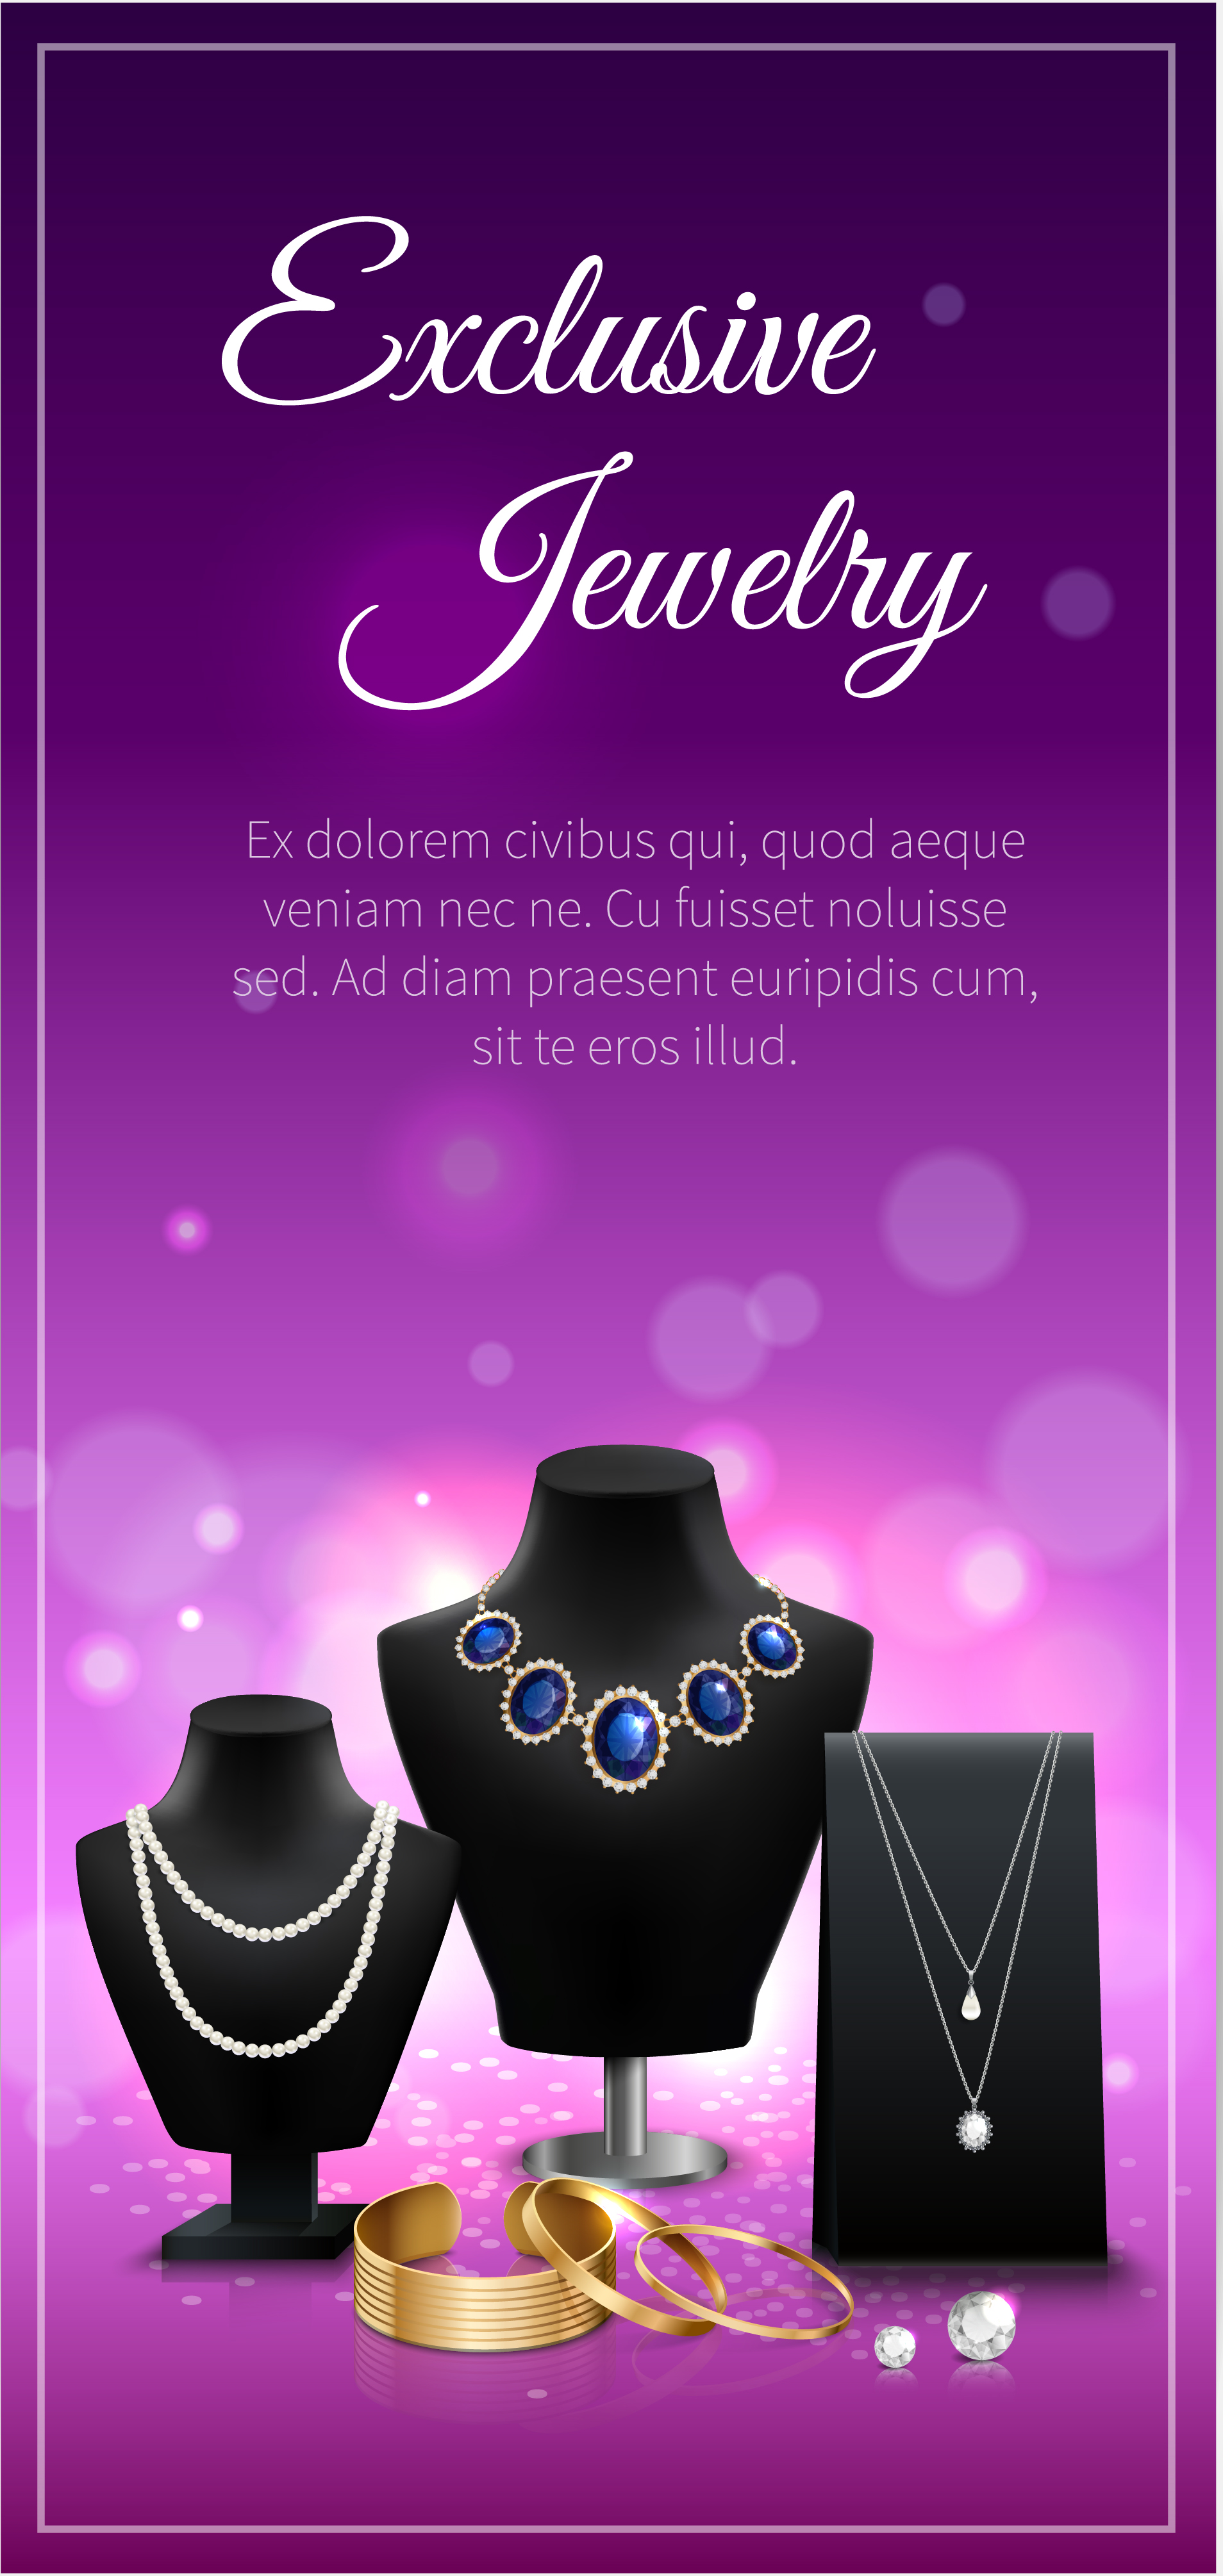 Exclusive
Jewelry
Ex dolorem civibus qui, quod aeque
veniam nec ne. Cu fuisset noluisse
sed. Ad diam praesent euripidis cum,
sit te eros illud.